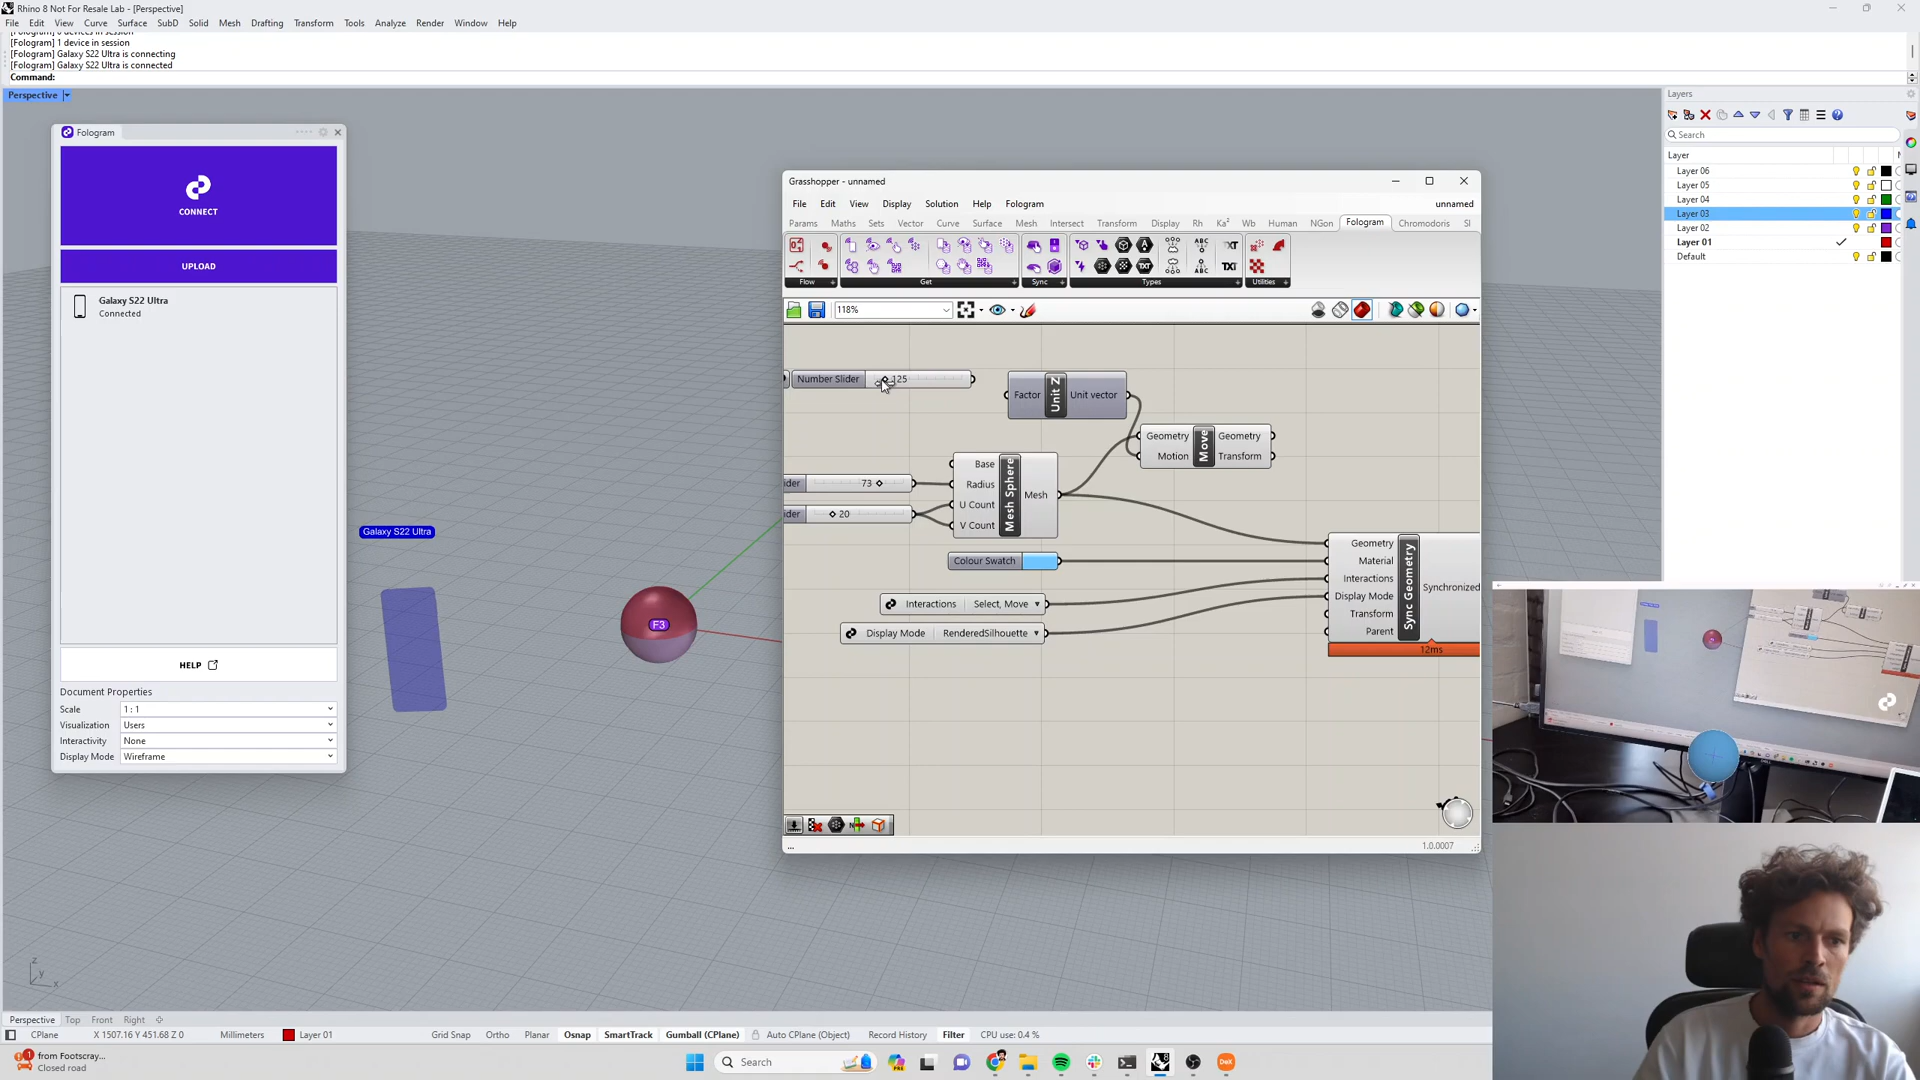 Rhino 8 Not For Resale Lab - [Perspective]
File Edit View Curve Surface SubD Solid Mesh Drafting Transform Tools Analyze Render Window Help
[Fologram] 1 device in session
[Fologram] Galaxy S22 Ultra is connecting
[Fologram] Galaxy S22 Ultra is connected
Command:
Perspective
Fologram
CONNECT
UPLOAD
Galaxy S22 Ultra
Connected
HELP
Document Properties
Scale 1 : 1
Visualization Users
Interactivity None
Display Mode Wireframe
Galaxy S22 Ultra
F3
Grasshopper - unnamed
File Edit View Display Solution Help Fologram unnamed
Params Maths Sets Vector Curve Surface Mesh Intersect Transform Display Rh Ka² Wb Human NGon Fologram Chromodoris
Flow Get Sync Types Utilities
118%
Number Slider 125
Factor Unit Z Unit vector
Geometry Move Geometry
Motion Transform
Base
Radius
U Count
V Count
Mesh Sphere
Mesh
73
20
Colour Swatch
Interactions Select, Move
Display Mode RenderedSilhouette
Geometry
Material
Interactions
Display Mode
Transform
Parent
Sync Geometry
Synchronized
12ms
...
1.0.0007
Layers
Search
Layer
Layer 06
Layer 05
Layer 04
Layer 03
Layer 02
Layer 01
Default
z
y
x
Perspective Top Front Right
CPlane X 1507.16 Y 451.68 Z 0 Millimeters Layer 01 Grid Snap Ortho Planar Osnap SmartTrack Gumball (CPlane) Auto CPlane (Object) Record History Filter CPU use: 0.4 %
from Footscray...
Closed road
Search